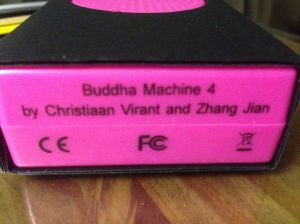 Buddha Machine 4
by Christiaan Virant and Zhang Jian
CE FC